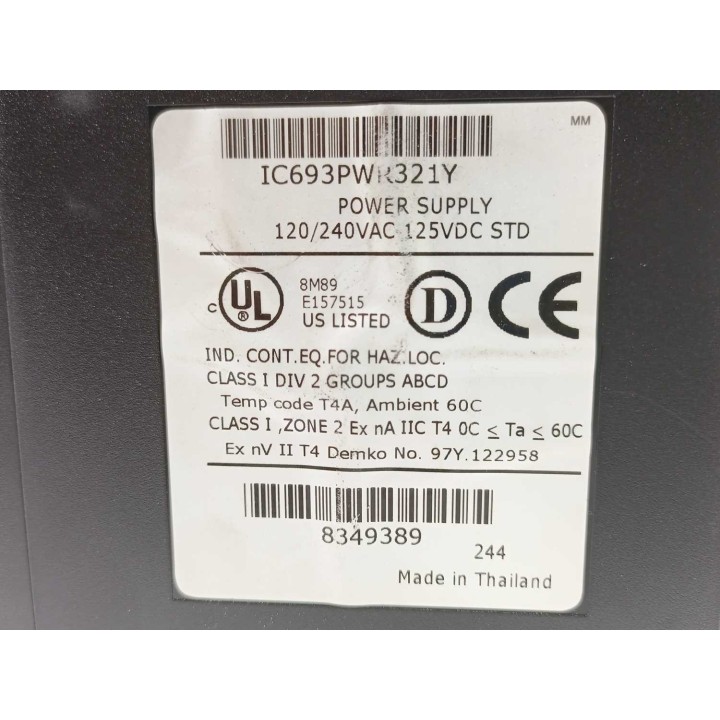 MM
IC693PWR321Y
POWER SUPPLY
120/240VAC 125VDC STD
C UL ®
8M89
E157515
US LISTED
D CE
IND. CONT.EQ.FOR HAZ.LOC.
CLASS I DIV 2 GROUPS ABCD
Temp code T4A, Ambient 60C
CLASS I ,ZONE 2 Ex nA IIC T4 0C ≤ Ta ≤ 60C
Ex nV II T4 Demko No. 97Y.122958
8349389
244
Made in Thailand